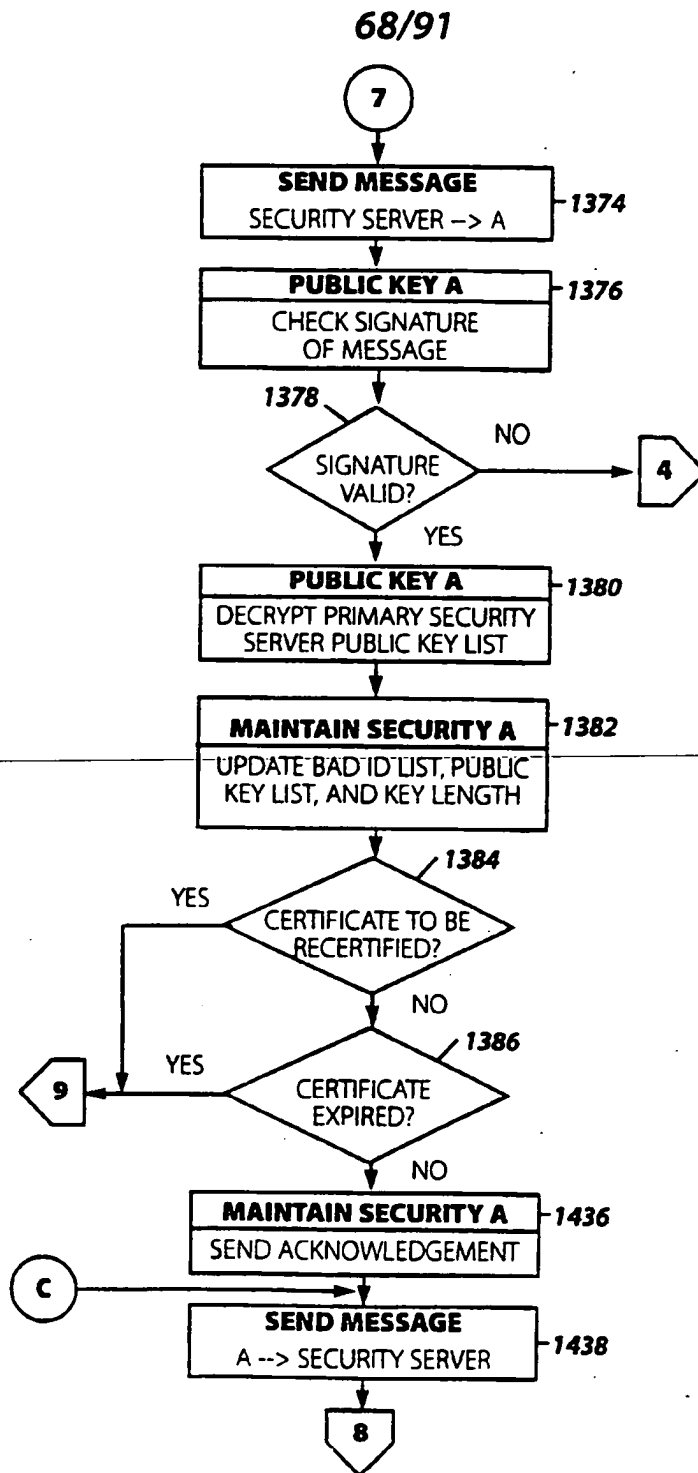 68/91
7
SEND MESSAGE
SECURITY SERVER --> A
1374
PUBLIC KEY A
1376
CHECK SIGNATURE
OF MESSAGE
1378
SIGNATURE
VALID?
NO
4
YES
PUBLIC KEY A
1380
DECRYPT PRIMARY SECURITY
SERVER PUBLIC KEY LIST
MAINTAIN SECURITY A
1382
UPDATE BAD ID LIST, PUBLIC
KEY LIST, AND KEY LENGTH
1384
YES
CERTIFICATE TO BE
RECERTIFIED?
NO
1386
YES
9
CERTIFICATE
EXPIRED?
NO
MAINTAIN SECURITY A
1436
SEND ACKNOWLEDGEMENT
C
SEND MESSAGE
A --> SECURITY SERVER
1438
8